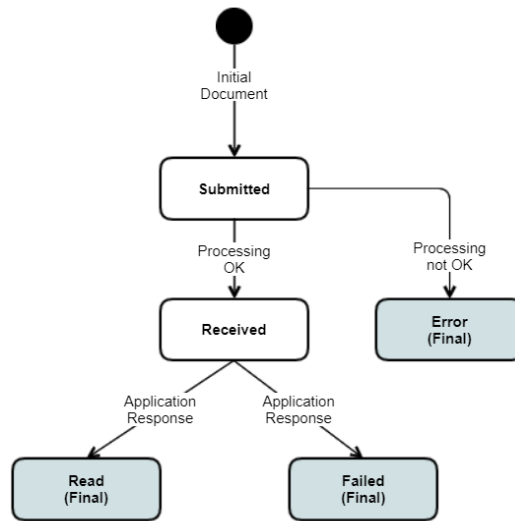 Initial
Document
Submitted
Processing
OK
Processing
not OK
Received
Error
(Final)
Application
Response
Application
Response
Read
(Final)
Failed
(Final)